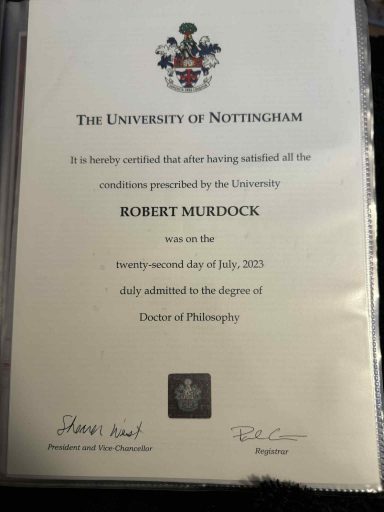 THE UNIVERSITY OF NOTTINGHAM
It is hereby certified that after having satisfied all the
conditions prescribed by the University
ROBERT MURDOCK
was on the
twenty-second day of July, 2023
duly admitted to the degree of
Doctor of Philosophy
Shearer West
President and Vice-Chancellor
Registrar